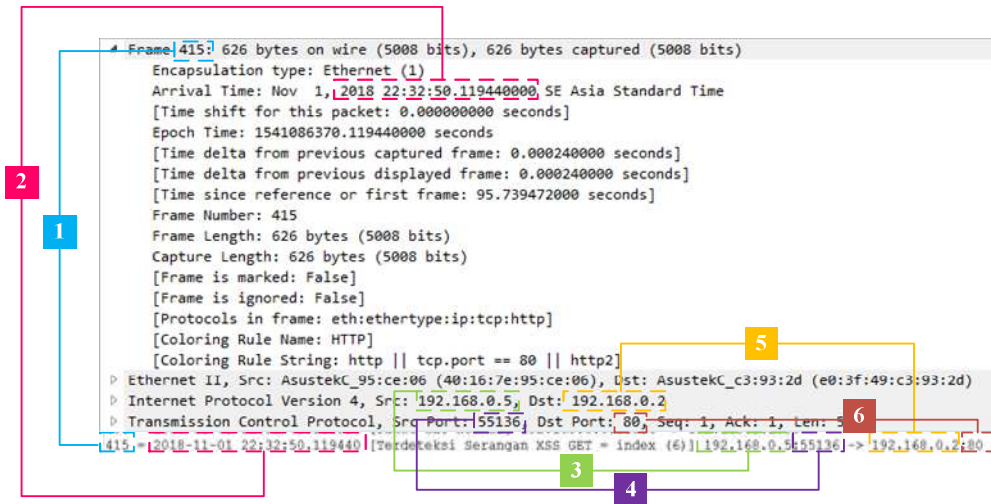 Frame 415: 626 bytes on wire (5008 bits), 626 bytes captured (5008 bits)
Encapsulation type: Ethernet (1)
Arrival Time: Nov 1, 2018 22:32:50.119440000 SE Asia Standard Time
[Time shift for this packet: 0.000000000 seconds]
Epoch Time: 1541086370.119440000 seconds
[Time delta from previous captured frame: 0.000240000 seconds]
[Time delta from previous displayed frame: 0.000240000 seconds]
2
[Time since reference or first frame: 95.739472000 seconds]
Frame Number: 415
1
Frame Length: 626 bytes (5008 bits)
Capture Length: 626 bytes (5008 bits)
[Frame is marked: False]
[Frame is ignored: False]
[Protocols in frame: eth:ethertype:ip:tcp:http]
[Coloring Rule Name: HTTP]
5
[Coloring Rule String: http || tcp.port == 80 || http2]
Ethernet II, Src: AsustekC_95:ce:06 (40:16:7e:95:ce:06), Dst: AsustekC_c3:93:2d (e0:3f:49:c3:93:2d)
Internet Protocol Version 4, Src: 192.168.0.5, Dst: 192.168.0.2
6
Transmission Control Protocol, Src Port: 55136, Dst Port: 80, Seq: 1, Ack: 1, Len: 5
415 = 2018-11-01 22:32:50.119440 [Terdeteksi Serangan XSS GET = index (6)] 192.168.0.5:55136 -> 192.168.0.2:80
3
4